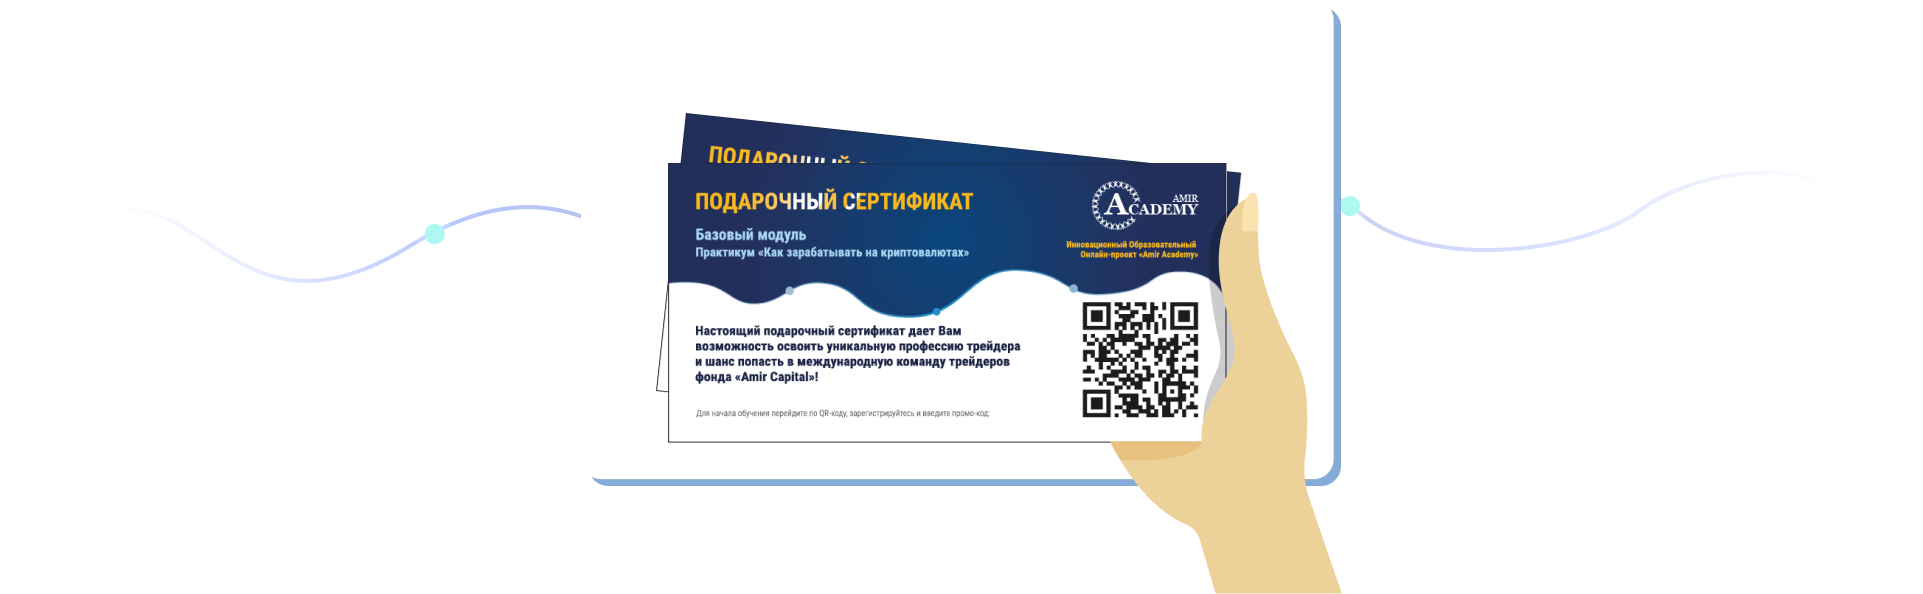 ПОДАРОЧНЫЙ
ПОДАРОЧНЫЙ СЕРТИФИКАТ
Базовый модуль
Практикум «Как зарабатывать на криптовалютах»
AMIR
ACADEMY
Инновационный Образовательный
Онлайн-проект «Amir Academy»
Настоящий подарочный сертификат дает Вам
возможность освоить уникальную профессию трейдера
и шанс попасть в международную команду трейдеров
фонда «Amir Capital»!
Для начала обучения перейдите по QR-коду, зарегистрируйтесь и введите промо-код: